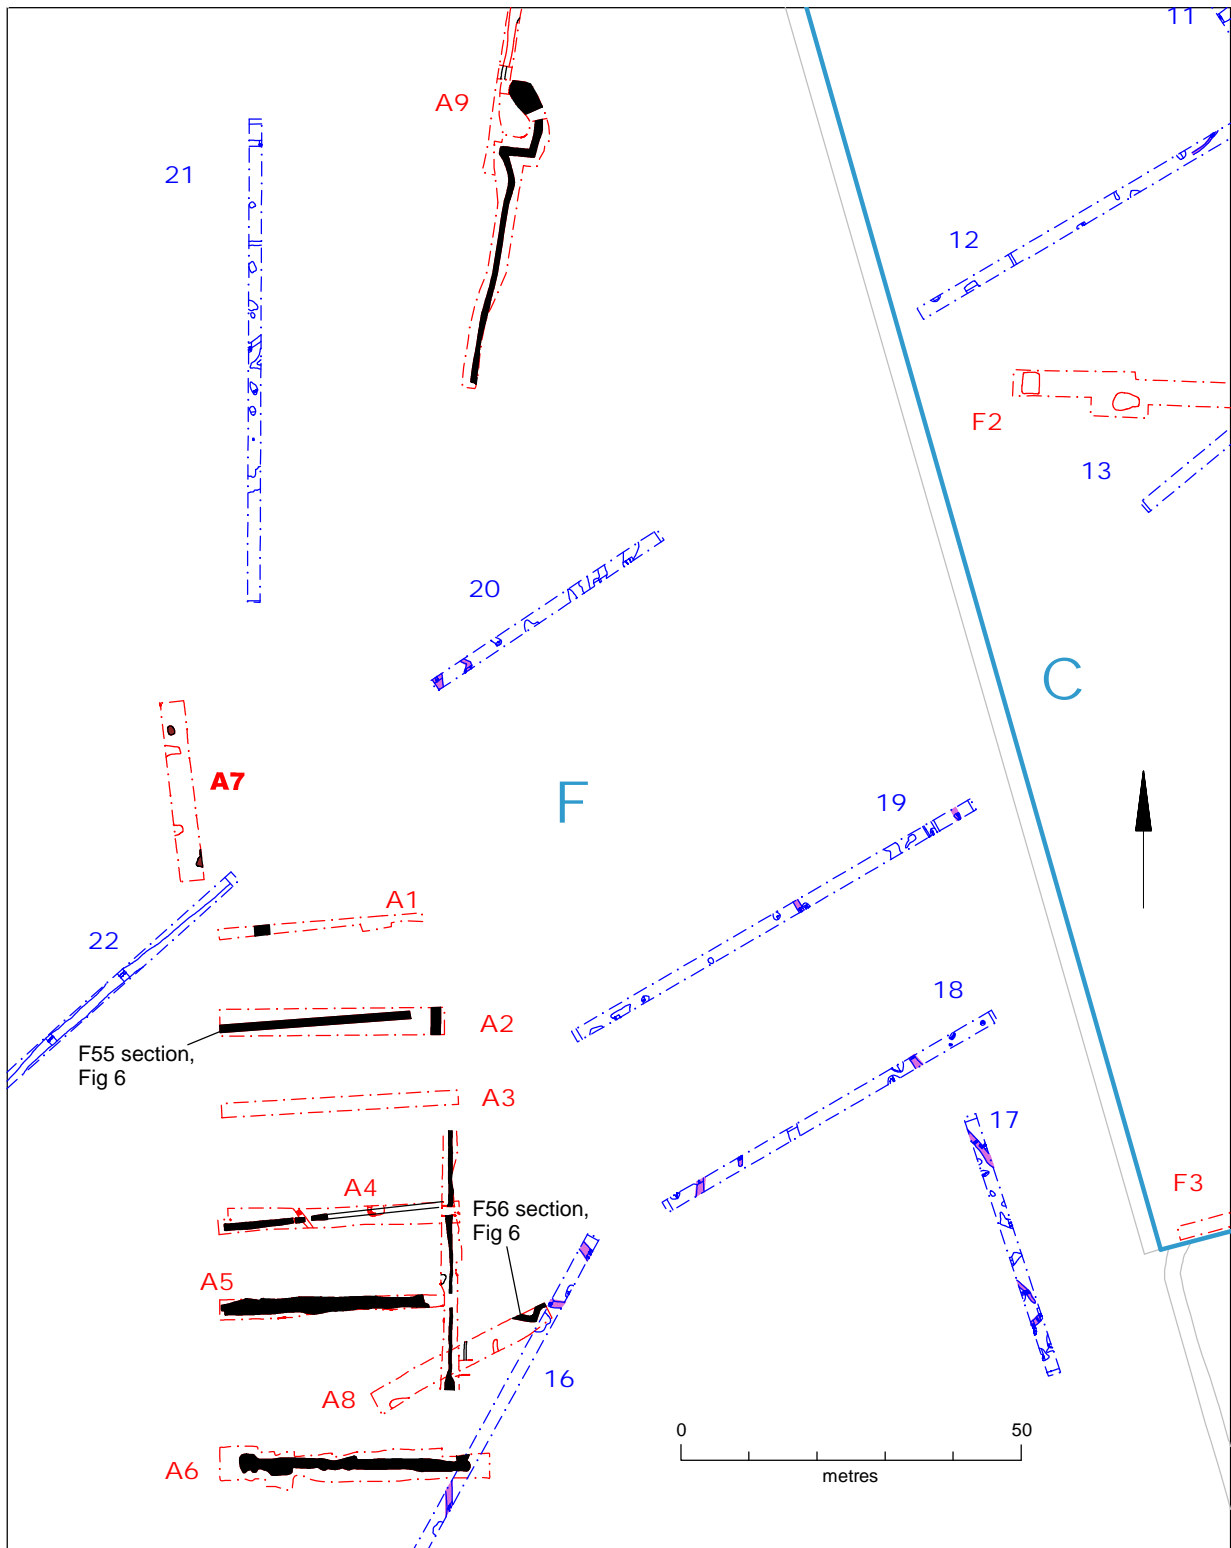 11
A9
21
12
F2
13
20
C
A7
F
19
A1
22
18
A2
F55 section,
Fig 6
A3
17
A4
F56 section,
Fig 6
F3
A5
16
A8
0
50
metres
A6